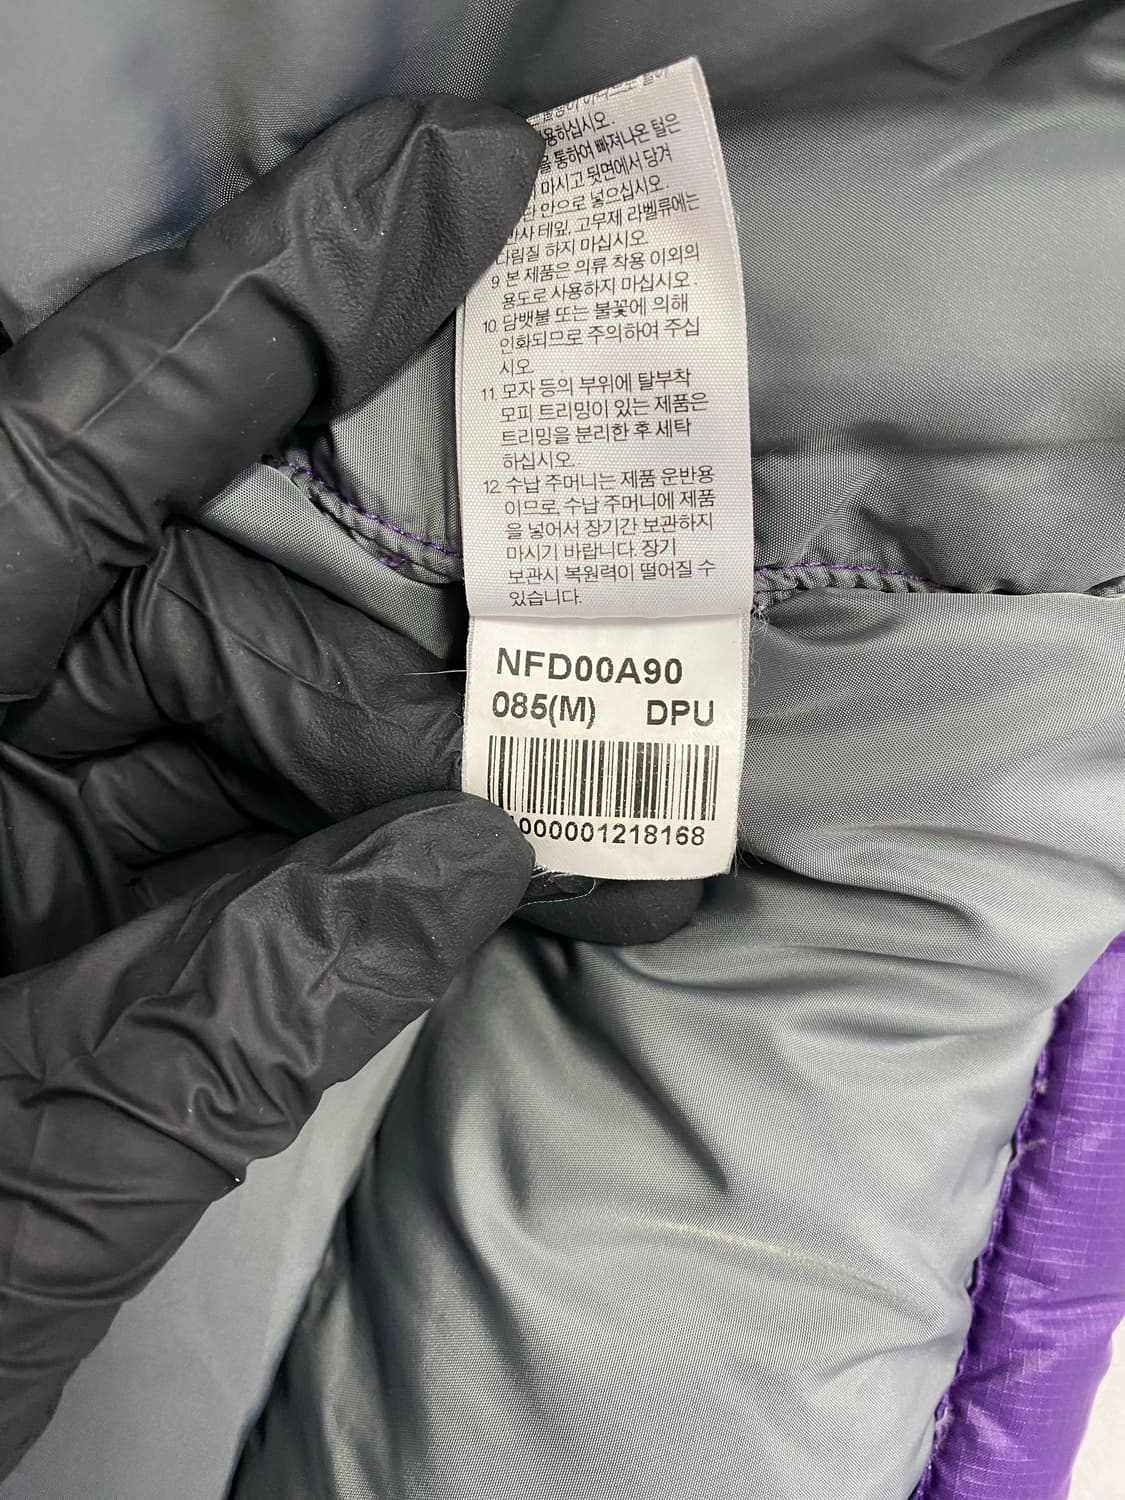 용하십시오.
통하여 빠져나온 털은
마시고 뒷면에서 당겨
안으로 넣으십시오.
테잎, 고무제 라벨류에는
다림질 하지 마십시오.
9. 본 제품은 의류 착용 이외의
용도로 사용하지 마십시오.
10. 담뱃불 또는 불꽃에 의해
인화되므로 주의하여 주십
시오.
11. 모자 등의 부위에 탈부착
모피 트리밍이 있는 제품은
트리밍을 분리한 후 세탁
하십시오.
12. 수납 주머니는 제품 운반용
이므로, 수납 주머니에 제품
을 넣어서 장기간 보관하지
마시기 바랍니다. 장기
보관시 복원력이 떨어질 수
있습니다.
NFD00A90
085(M) DPU
000001218168